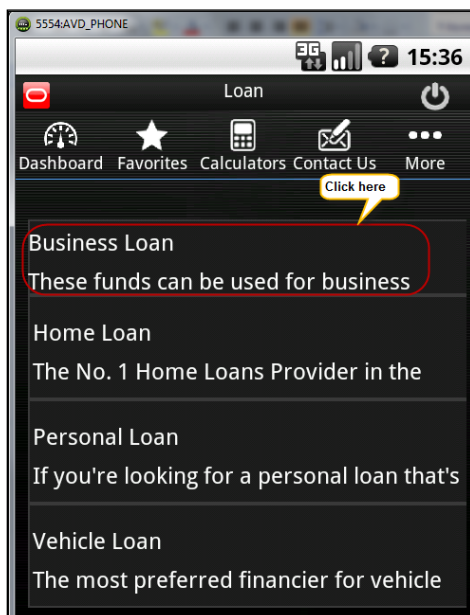 5554:AVD_PHONE
3G 15:36
Loan
Dashboard Favorites Calculators Contact Us More
Click here
Business Loan
These funds can be used for business
Home Loan
The No. 1 Home Loans Provider in the
Personal Loan
If you're looking for a personal loan that's
Vehicle Loan
The most preferred financier for vehicle